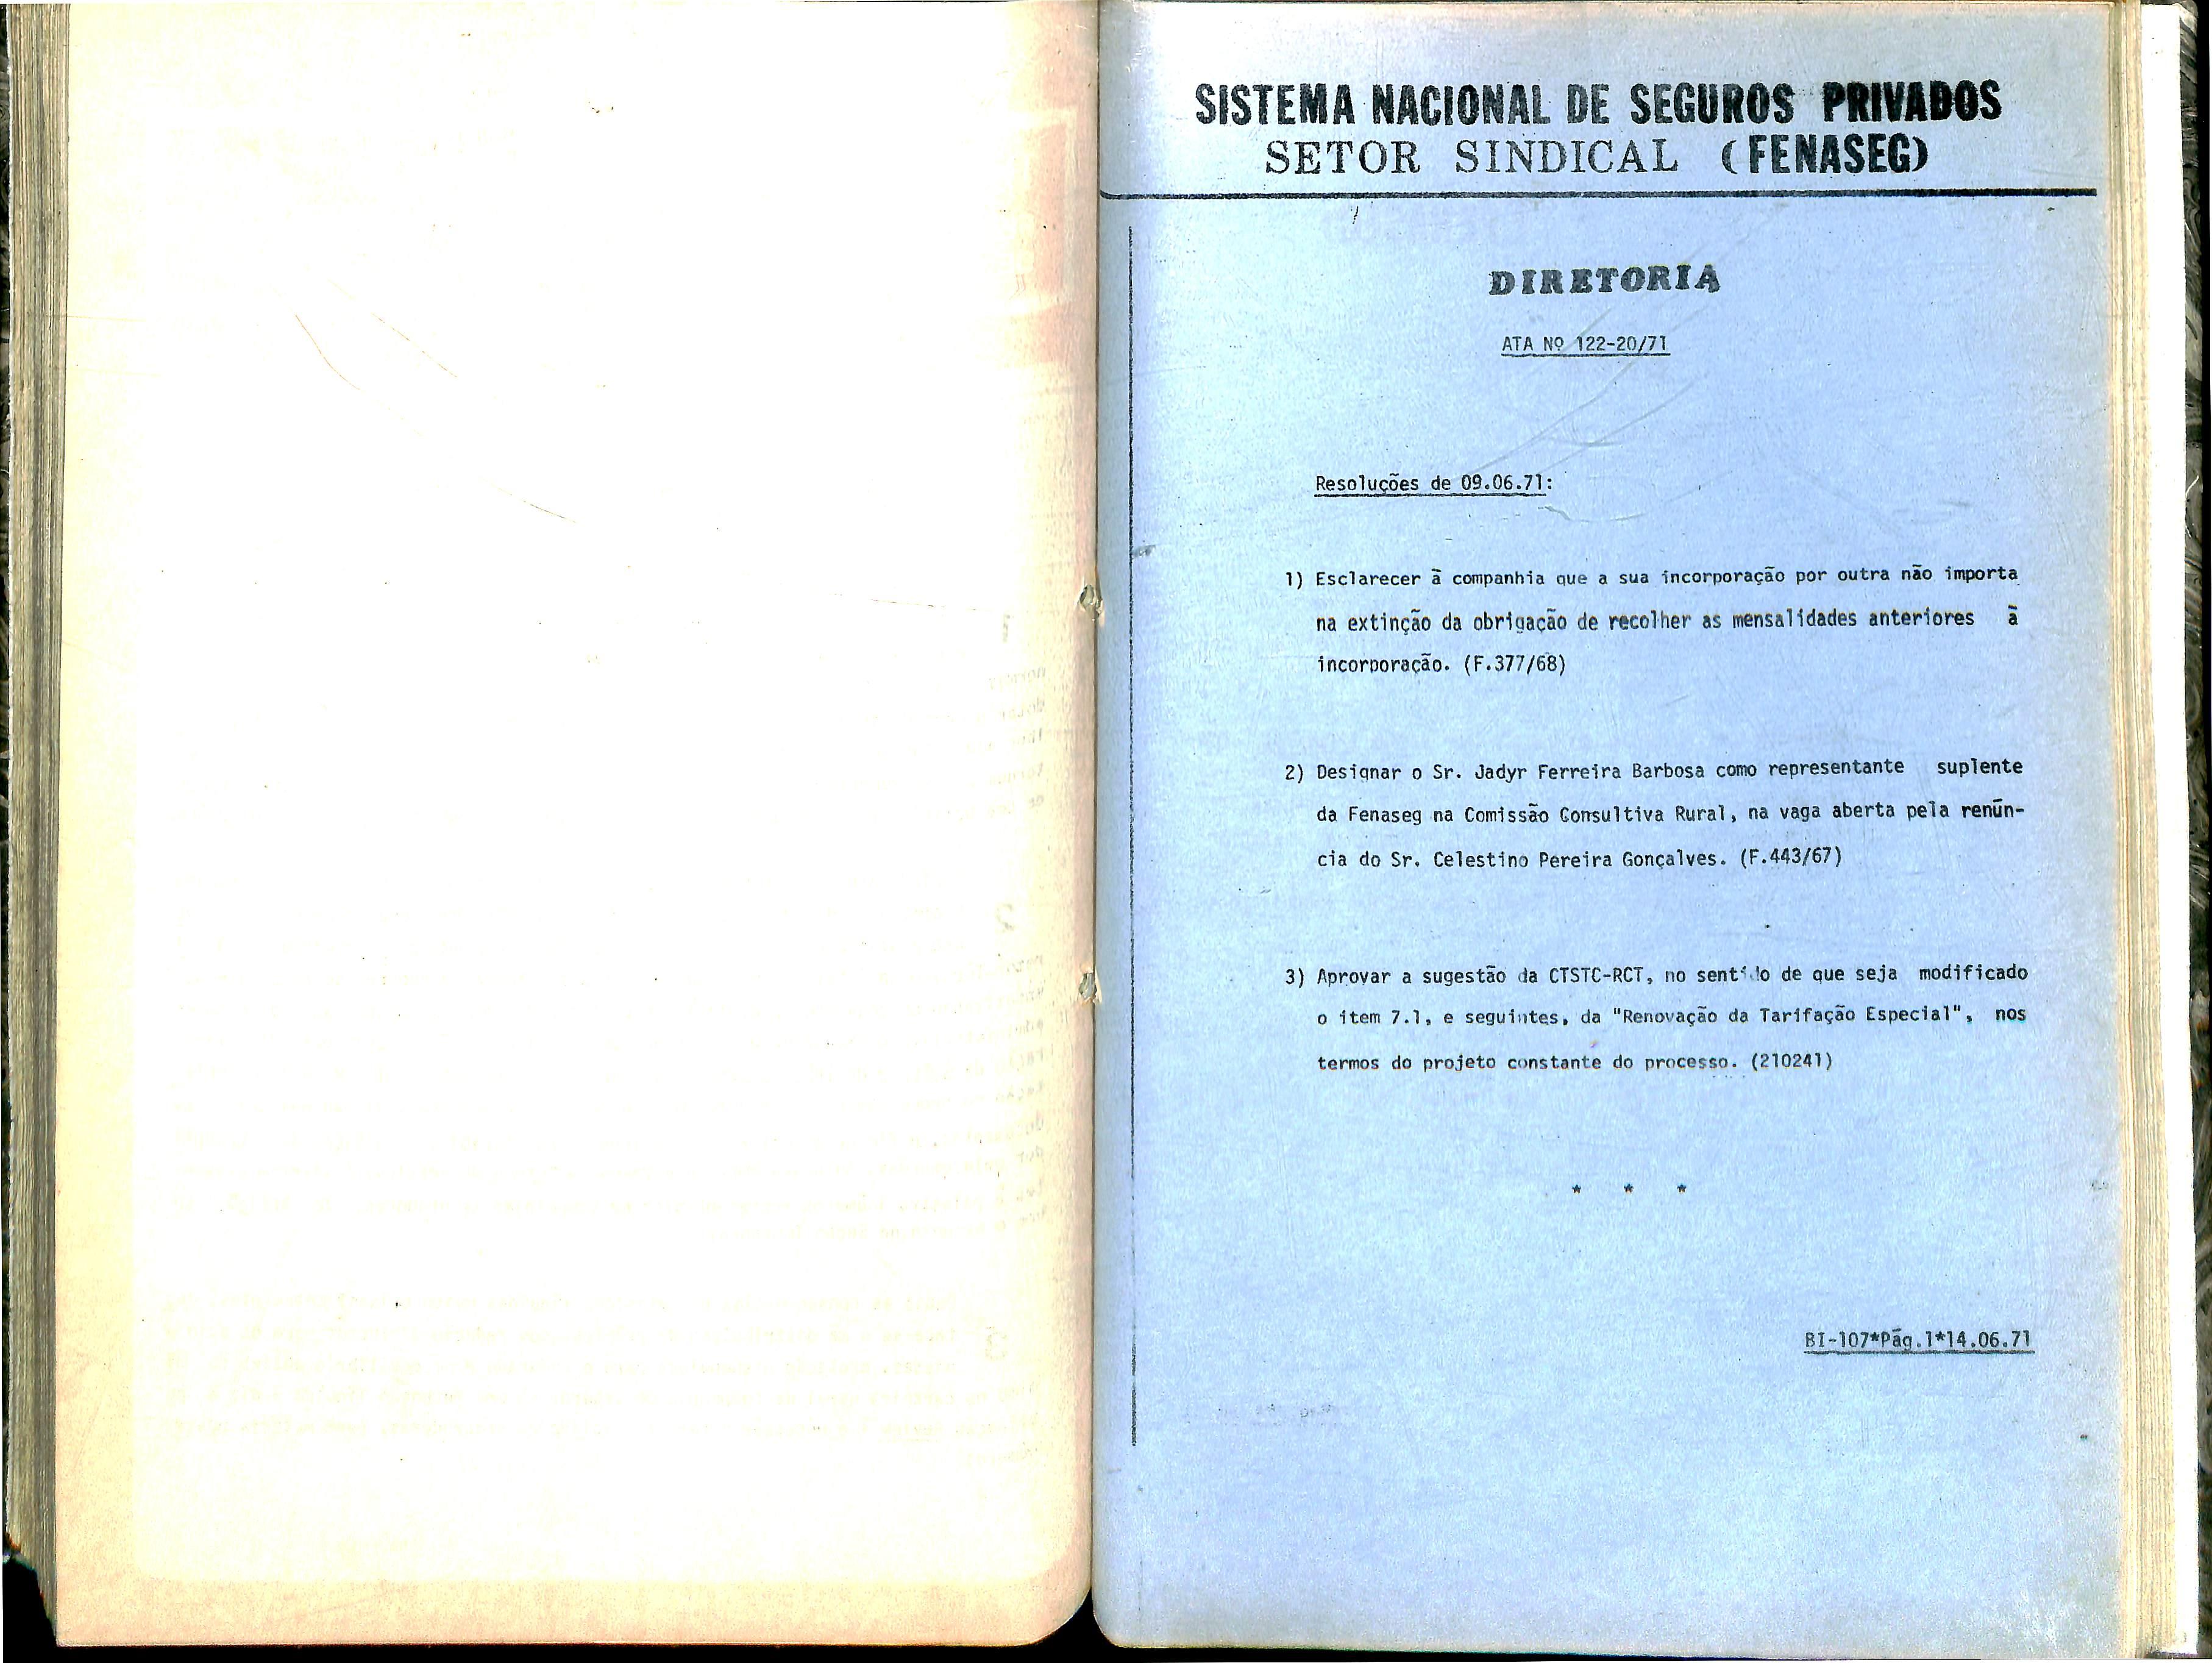 SISTEMA NACIONAL DE SEGUROS PRIVADOS
SETOR SINDICAL (FENASEG)
DIRETORIA
ATA Nº 122-20/71
Resoluções de 09.06.71:
1) Esclarecer à companhia que a sua incorporação por outra não importa
na extinção da obrigação de recolher as mensalidades anteriores à
incorporação. (F.377/68)
2) Designar o Sr. Jadyr Ferreira Barbosa como representante suplente
da Fenaseg na Comissão Consultiva Rural, na vaga aberta pela renún-
cia do Sr. Celestino Pereira Gonçalves. (F.443/67)
3) Aprovar a sugestão da CTSTC-RCT, no sentido de que seja modificado
o item 7.1, e seguintes, da "Renovação da Tarifação Especial", nos
termos do projeto constante do processo. (210241)
* * *
BI-107*Pág.1*14.06.71